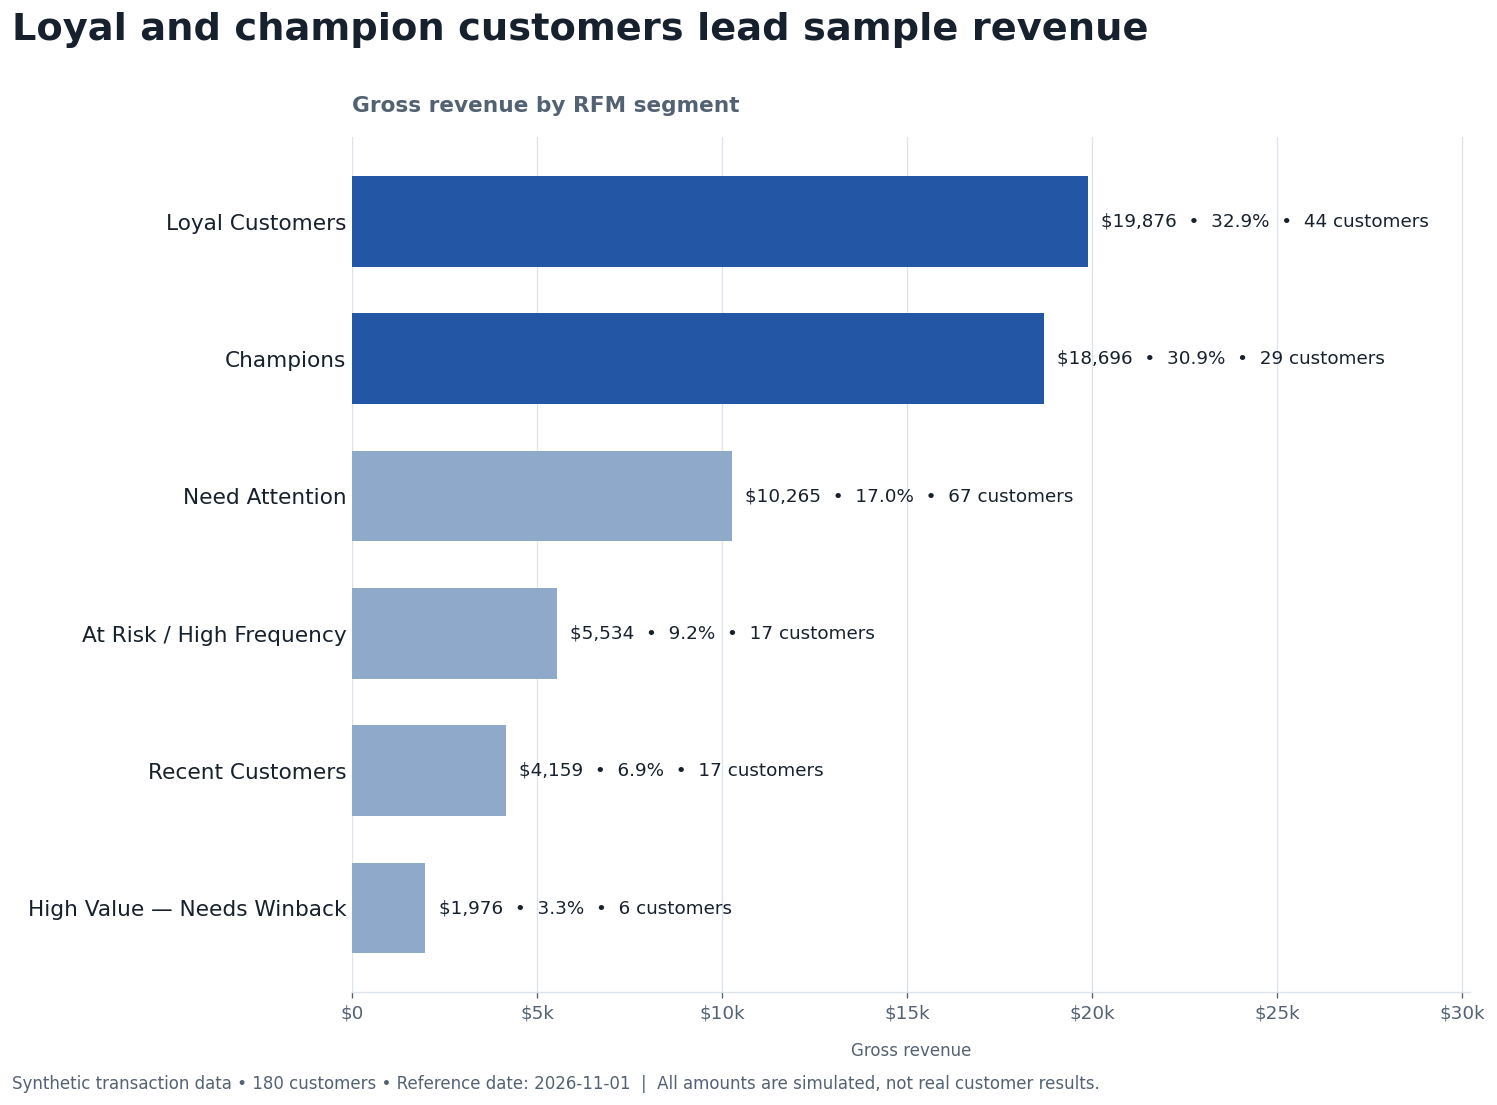 Loyal and champion customers lead sample revenue
Gross revenue by RFM segment
Loyal Customers
$19,876 • 32.9% • 44 customers
Champions
$18,696 • 30.9% • 29 customers
Need Attention
$10,265 • 17.0% • 67 customers
At Risk / High Frequency
$5,534 • 9.2% • 17 customers
Recent Customers
$4,159 • 6.9% • 17 customers
High Value — Needs Winback
$1,976 • 3.3% • 6 customers
$0 $5k $10k $15k $20k $25k $30k
Gross revenue
Synthetic transaction data • 180 customers • Reference date: 2026-11-01 | All amounts are simulated, not real customer results.